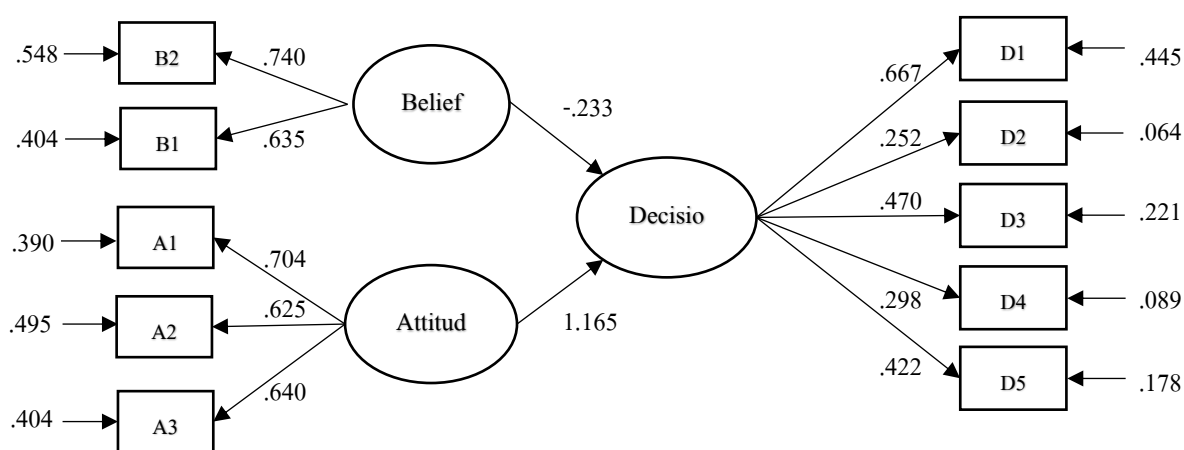 .548
B2
.740
.404
B1
.635
Belief
-.233
.390
A1
.704
.495
A2
.625
.404
A3
.640
Attitud
1.165
Decisio
.667
D1
.445
.252
D2
.064
.470
D3
.221
.298
D4
.089
.422
D5
.178